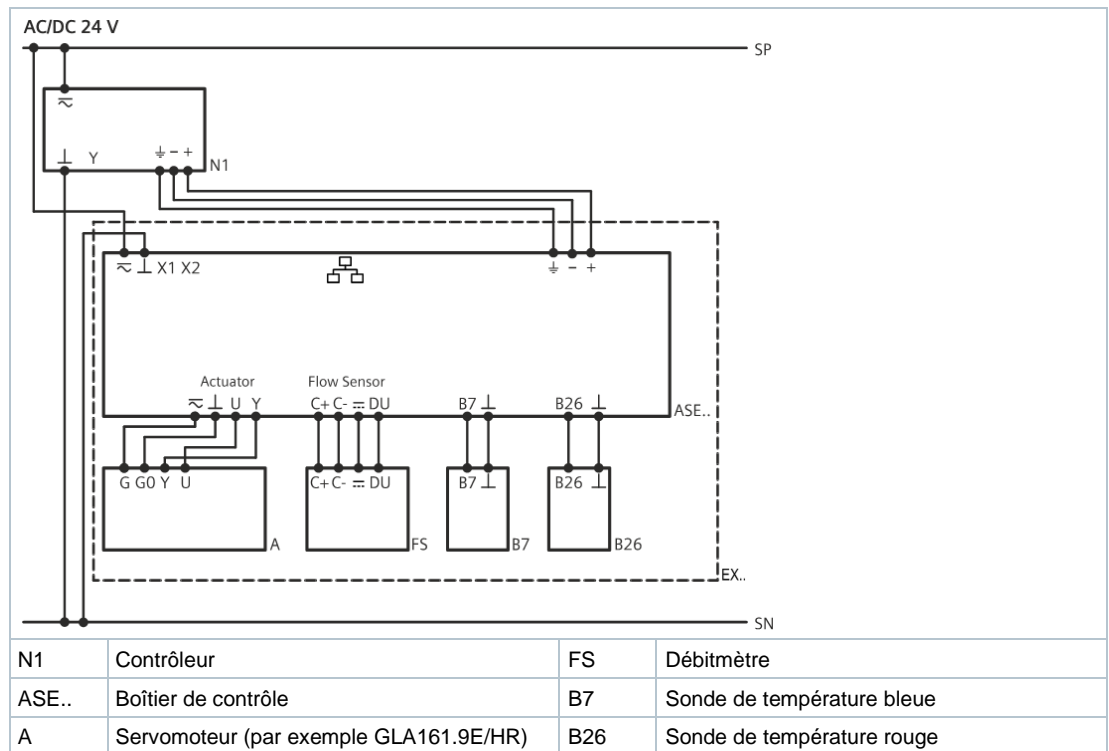 AC/DC 24 V
SP
⏦ 
⊥ Y ⏚ - + N1
⊥ X1 X2 ⏚ - +
Actuator Flow Sensor
⊥ U Y C+ C- ⎓ DU B7 ⊥ B26 ⊥ ASE..
G G0 Y U C+ C- ⎓ DU B7 ⊥ B26 ⊥
A FS B7 B26
EX..
SN
N1 Contrôleur FS Débitmètre
ASE.. Boîtier de contrôle B7 Sonde de température bleue
A Servomoteur (par exemple GLA161.9E/HR) B26 Sonde de température rouge